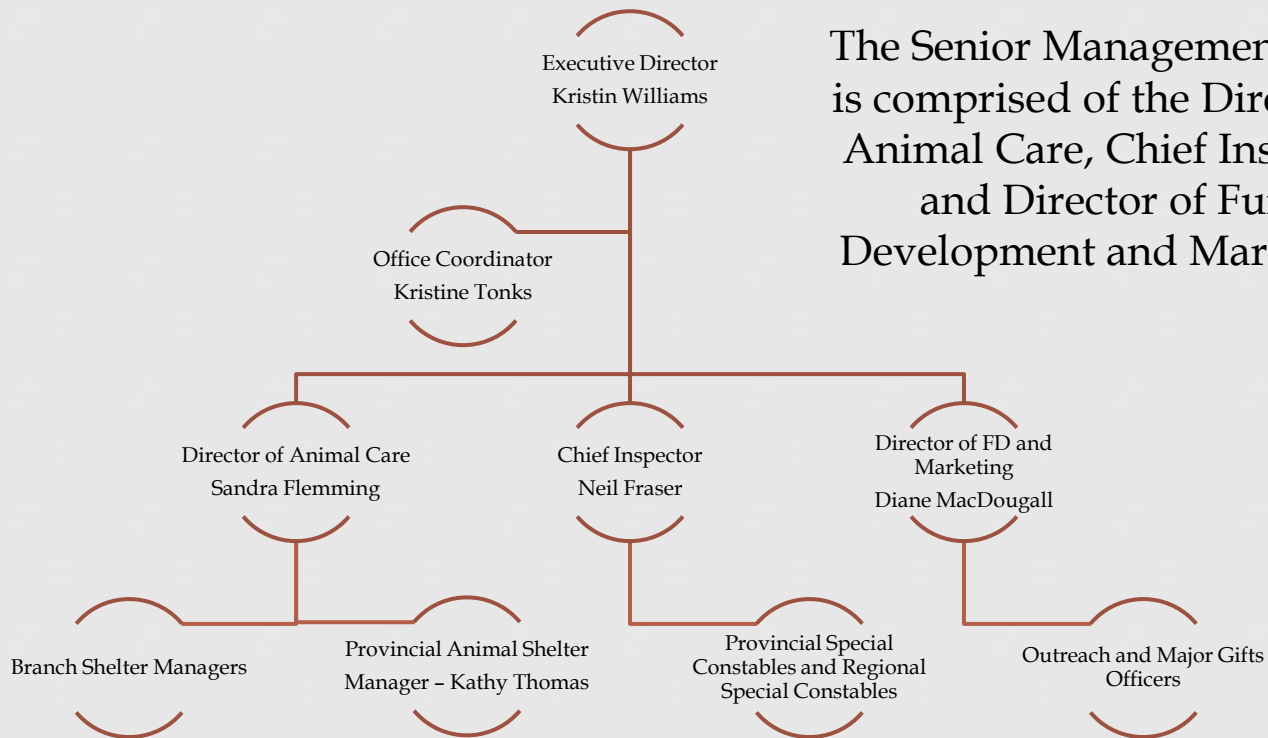 Executive Director
Kristin Williams
The Senior Managemen
is comprised of the Dire
Animal Care, Chief Ins
and Director of Fu
Development and Mar
Office Coordinator
Kristine Tonks
Director of Animal Care
Sandra Flemming
Chief Inspector
Neil Fraser
Director of FD and
Marketing
Diane MacDougall
Branch Shelter Managers
Provincial Animal Shelter
Manager – Kathy Thomas
Provincial Special
Constables and Regional
Special Constables
Outreach and Major Gifts
Officers